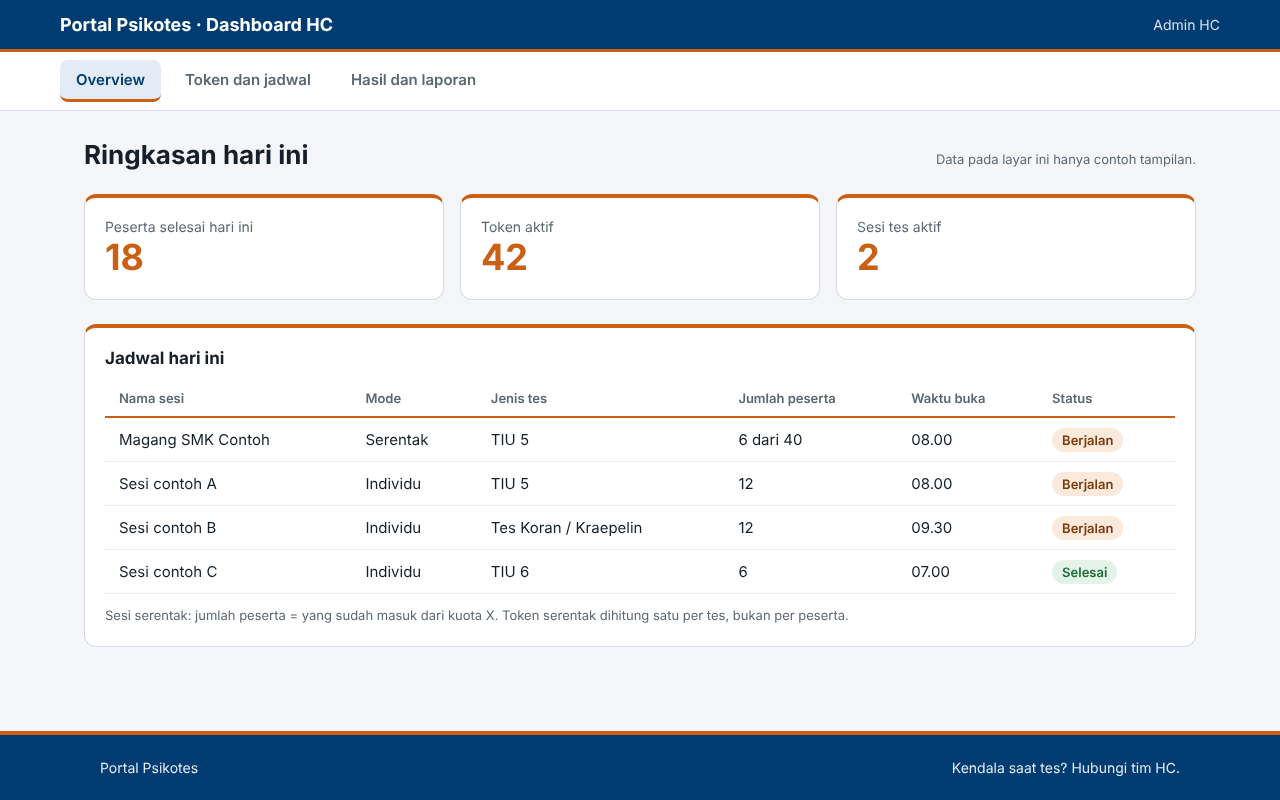 Portal Psikotes · Dashboard HC
Admin HC
Overview
Token dan jadwal
Hasil dan laporan
Ringkasan hari ini
Data pada layar ini hanya contoh tampilan.
Peserta selesai hari ini
18
Token aktif
42
Sesi tes aktif
2
Jadwal hari ini
Nama sesi Mode Jenis tes Jumlah peserta Waktu buka Status
Magang SMK Contoh Serentak TIU 5 6 dari 40 08.00 Berjalan
Sesi contoh A Individu TIU 5 12 08.00 Berjalan
Sesi contoh B Individu Tes Koran / Kraepelin 12 09.30 Berjalan
Sesi contoh C Individu TIU 6 6 07.00 Selesai
Sesi serentak: jumlah peserta = yang sudah masuk dari kuota X. Token serentak dihitung satu per tes, bukan per peserta.
Portal Psikotes
Kendala saat tes? Hubungi tim HC.